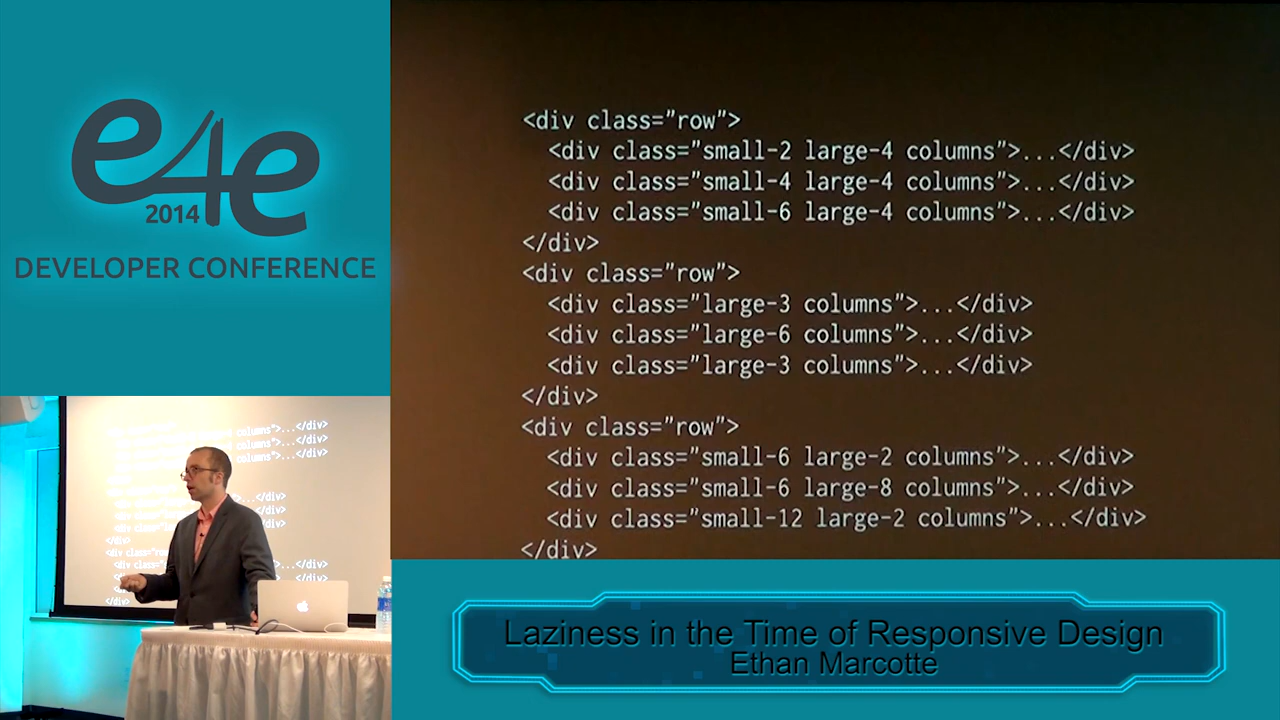 e4e
2014
DEVELOPER CONFERENCE
<div class="row">
<div class="small-2 large-4 columns">...</div>
<div class="small-4 large-4 columns">...</div>
<div class="small-6 large-4 columns">...</div>
</div>
<div class="row">
<div class="large-3 columns">...</div>
<div class="large-6 columns">...</div>
<div class="large-3 columns">...</div>
</div>
<div class="row">
<div class="small-6 large-2 columns">...</div>
<div class="small-6 large-8 columns">...</div>
<div class="small-12 large-2 columns">...</div>
</div>
Laziness in the Time of Responsive Design
Ethan Marcotte